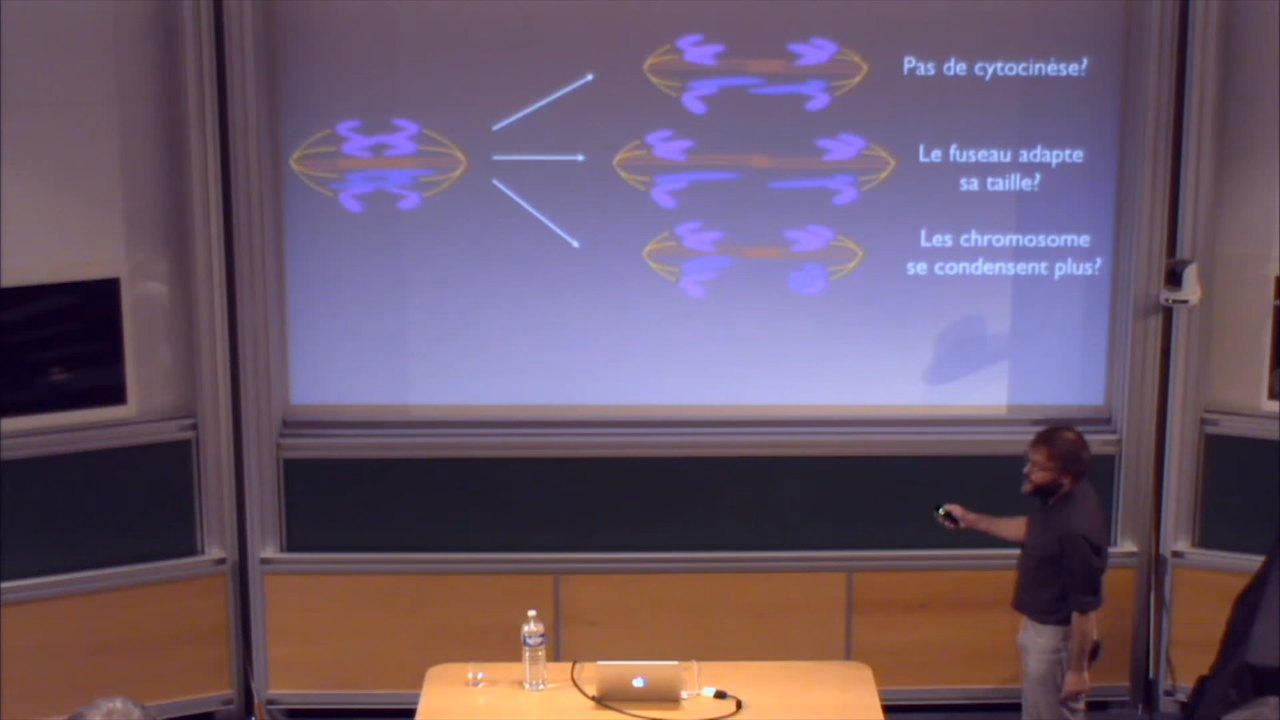 Pas de cytocinèse?
Le fuseau adapte
sa taille?
Les chromosome
se condensent plus?